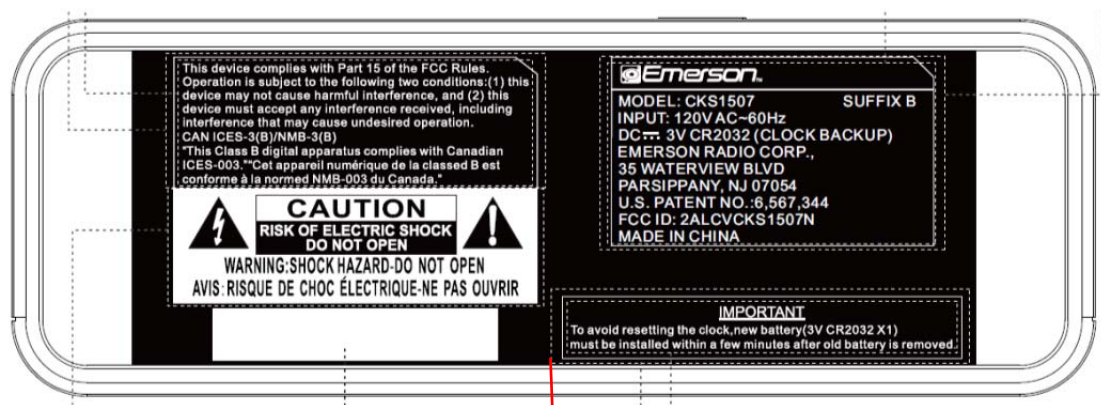 This device complies with Part 15 of the FCC Rules.
Operation is subject to the following two conditions:(1) this
device may not cause harmful interference, and (2) this
device must accept any interference received, including
interference that may cause undesired operation.
CAN ICES-3(B)/NMB-3(B)
"This Class B digital apparatus complies with Canadian
ICES-003.""Cet appareil numérique de la classed B est
conforme à la normed NMB-003 du Canada."
CAUTION
RISK OF ELECTRIC SHOCK
DO NOT OPEN
WARNING:SHOCK HAZARD-DO NOT OPEN
AVIS:RISQUE DE CHOC ÉLECTRIQUE-NE PAS OUVRIR
Emerson
MODEL: CKS1507 SUFFIX B
INPUT: 120V AC~60Hz
DC⎓ 3V CR2032 (CLOCK BACKUP)
EMERSON RADIO CORP.,
35 WATERVIEW BLVD
PARSIPPANY, NJ 07054
U.S. PATENT NO.:6,567,344
FCC ID: 2ALCVCKS1507N
MADE IN CHINA
IMPORTANT
To avoid resetting the clock,new battery(3V CR2032 X1)
must be installed within a few minutes after old battery is removed.